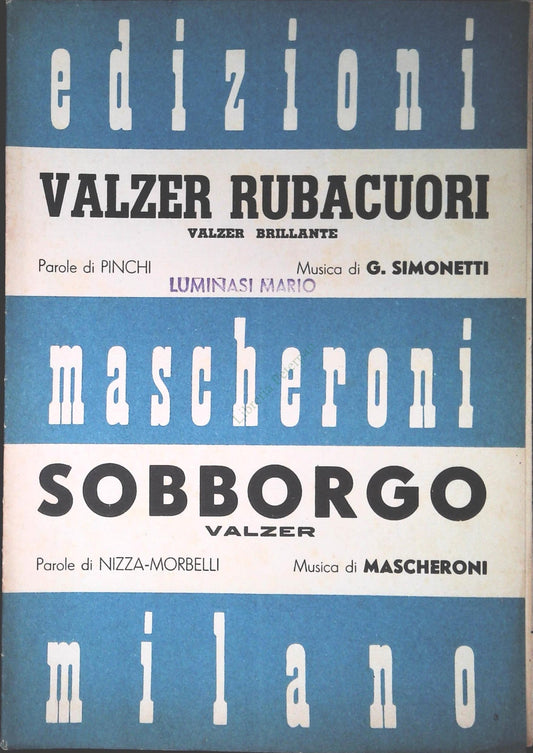 edizioni
VALZER RUBACUORI
VALZER BRILLANTE
Parole di PINCHI Musica di G. SIMONETTI
LUMINASI MARIO
mascheroni
SOBBORGO
VALZER
Parole di NIZZA-MORBELLI Musica di MASCHERONI
milano